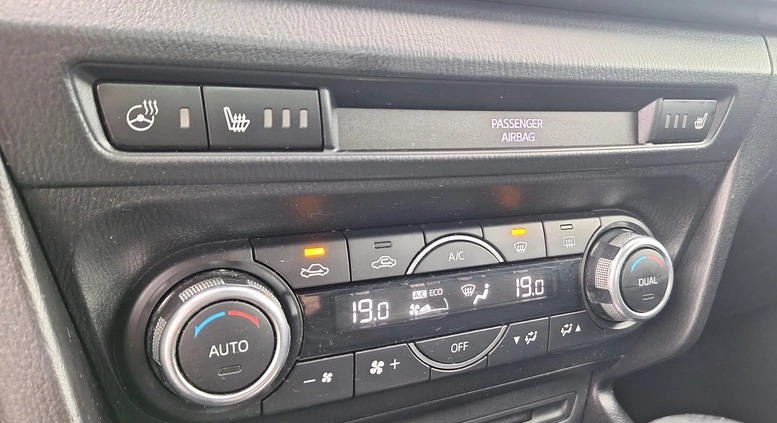 PASSENGER
AIRBAG
A/C
19.0
A/C ECO
19.0
AUTO
DUAL
OFF
− +